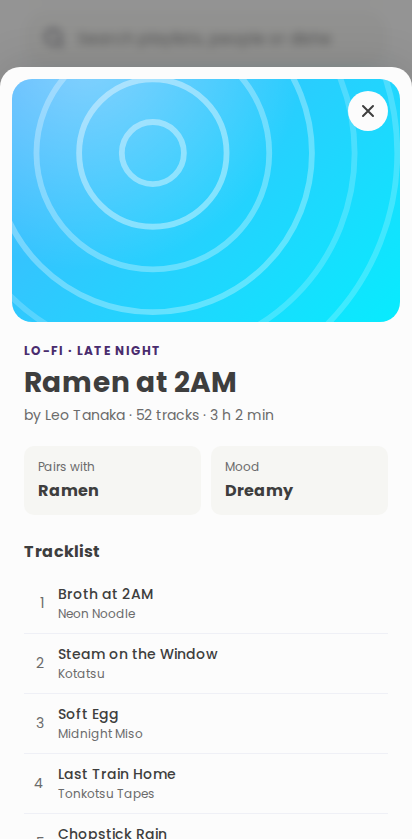 LO-FI · LATE NIGHT
Ramen at 2AM
by Leo Tanaka · 52 tracks · 3 h 2 min
Pairs with
Ramen
Mood
Dreamy
Tracklist
1
Broth at 2AM
Neon Noodle
2
Steam on the Window
Kotatsu
3
Soft Egg
Midnight Miso
4
Last Train Home
Tonkotsu Tapes
5
Chopstick Rain